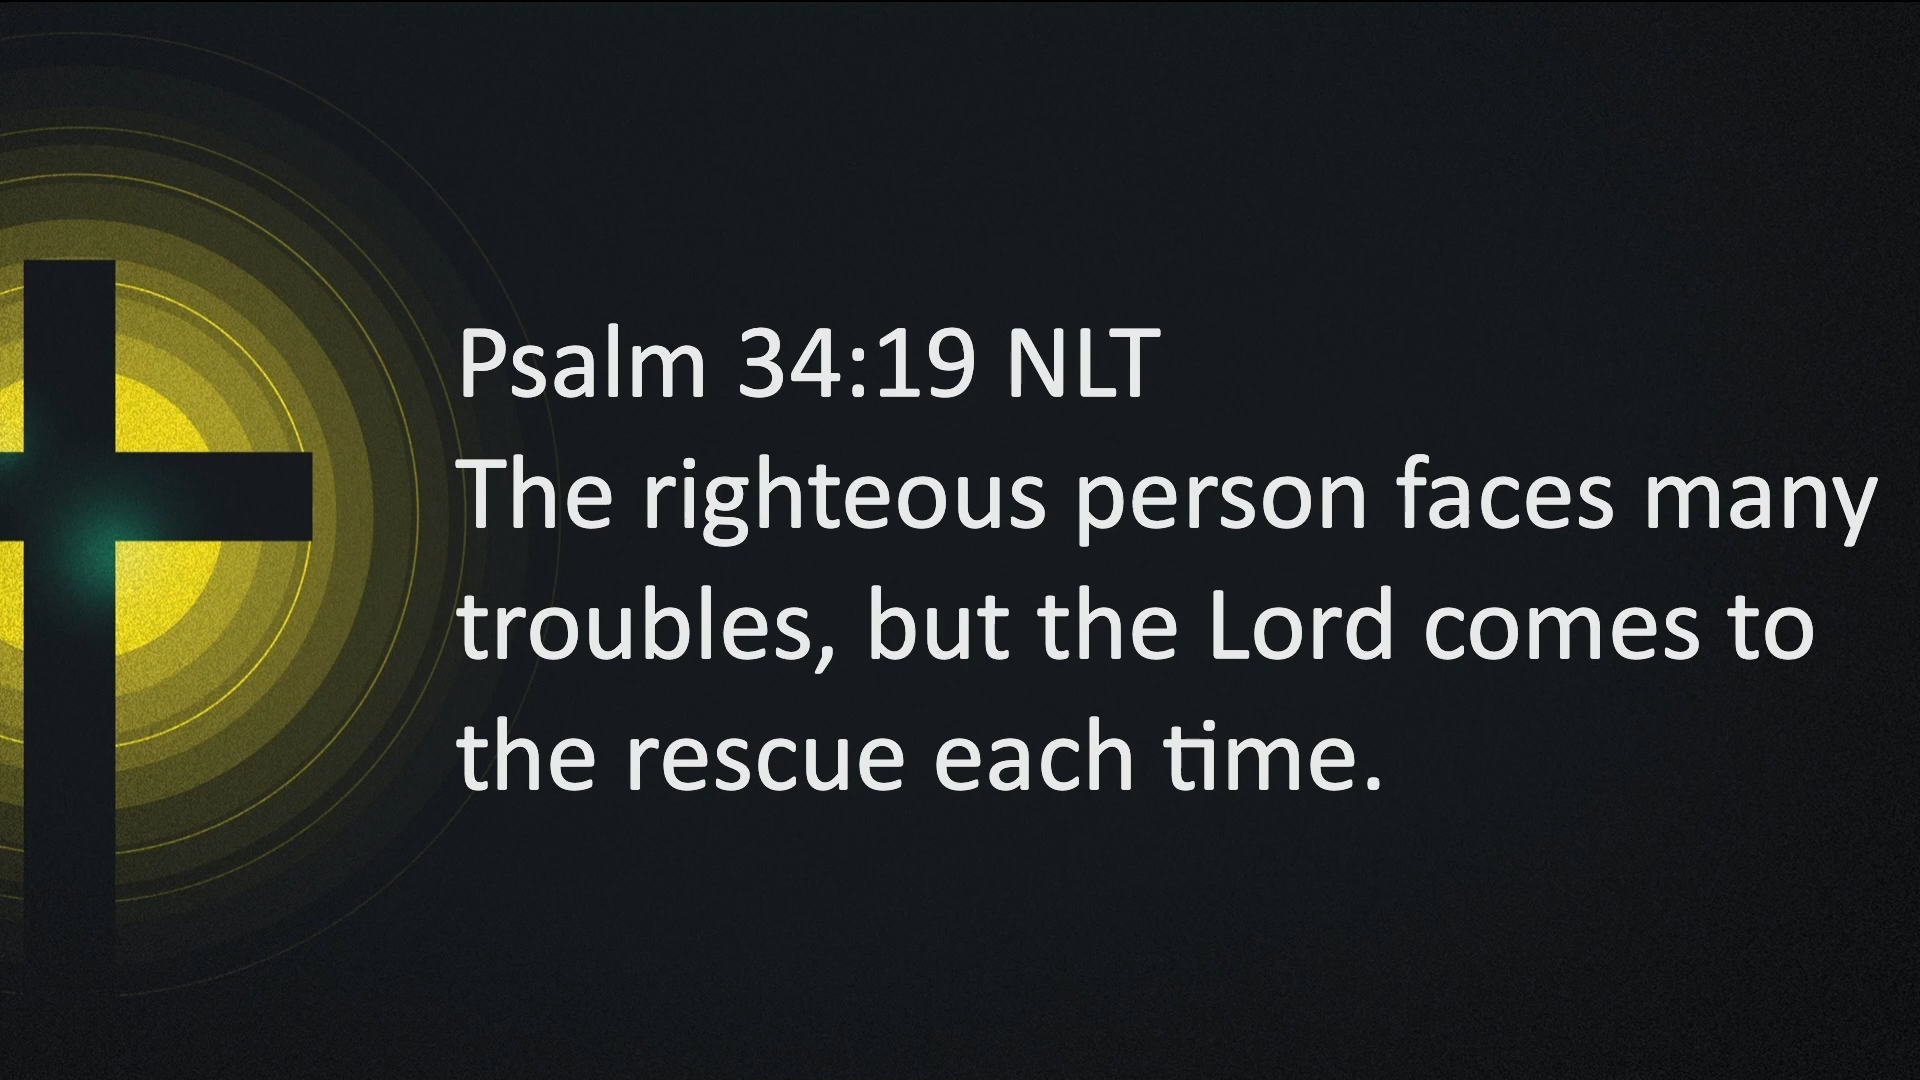 Psalm 34:19 NLT
The righteous person faces many
troubles, but the Lord comes to
the rescue each time.